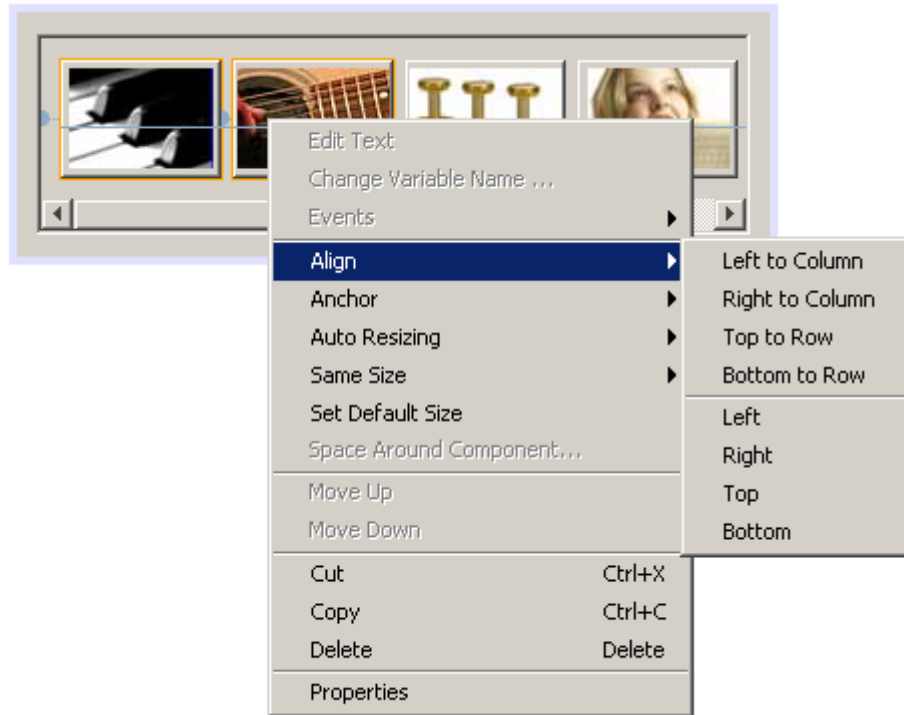 Edit Text
Change Variable Name ...
Events
Align
Anchor
Auto Resizing
Same Size
Set Default Size
Space Around Component...
Move Up
Move Down
Cut Ctrl+X
Copy Ctrl+C
Delete Delete
Properties
Left to Column
Right to Column
Top to Row
Bottom to Row
Left
Right
Top
Bottom